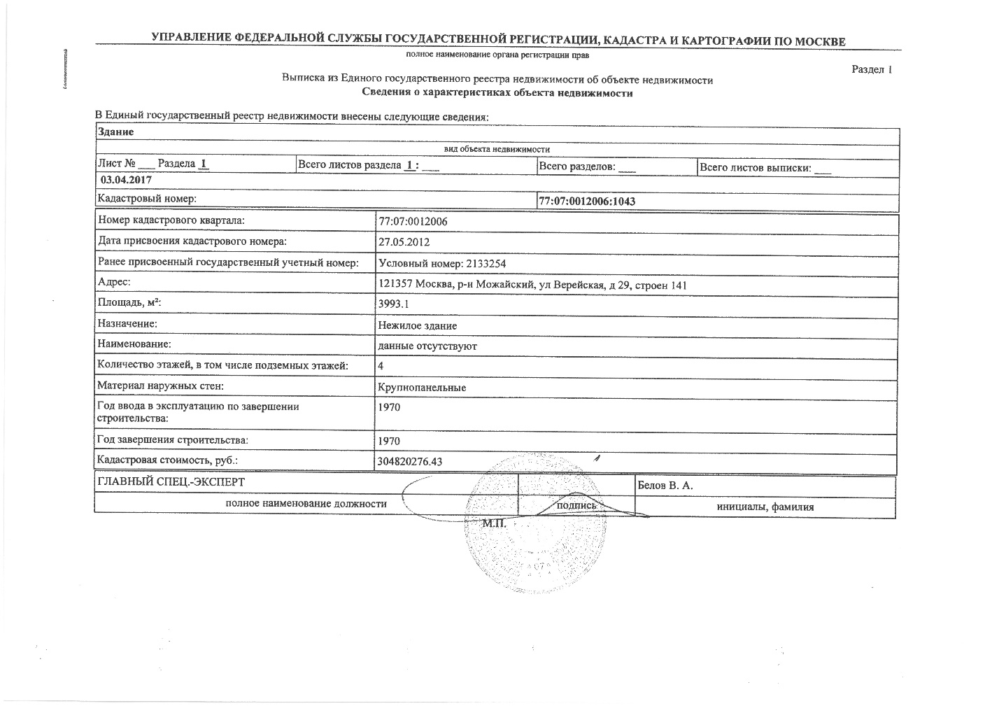 УПРАВЛЕНИЕ ФЕДЕРАЛЬНОЙ СЛУЖБЫ ГОСУДАРСТВЕННОЙ РЕГИСТРАЦИИ, КАДАСТРА И КАРТОГРАФИИ ПО МОСКВЕ
полное наименование органа регистрации прав
Раздел 1
Выписка из Единого государственного реестра недвижимости об объекте недвижимости
Сведения о характеристиках объекта недвижимости
В Единый государственный реестр недвижимости внесены следующие сведения:
Здание
вид объекта недвижимости
Лист № ___ Раздела 1 Всего листов раздела 1 : ___ Всего разделов: ___ Всего листов выписки: ___
03.04.2017
Кадастровый номер: 77:07:0012006:1043
Номер кадастрового квартала: 77:07:0012006
Дата присвоения кадастрового номера: 27.05.2012
Ранее присвоенный государственный учетный номер: Условный номер: 2133254
Адрес: 121357 Москва, р-н Можайский, ул Верейская, д 29, строен 141
Площадь, м²: 3993.1
Назначение: Нежилое здание
Наименование: данные отсутствуют
Количество этажей, в том числе подземных этажей: 4
Материал наружных стен: Крупнопанельные
Год ввода в эксплуатацию по завершении 1970
строительства:
Год завершения строительства: 1970
Кадастровая стоимость, руб.: 304820276.43
ГЛАВНЫЙ СПЕЦ.-ЭКСПЕРТ Белов В. А.
полное наименование должности подпись инициалы, фамилия
М.П.